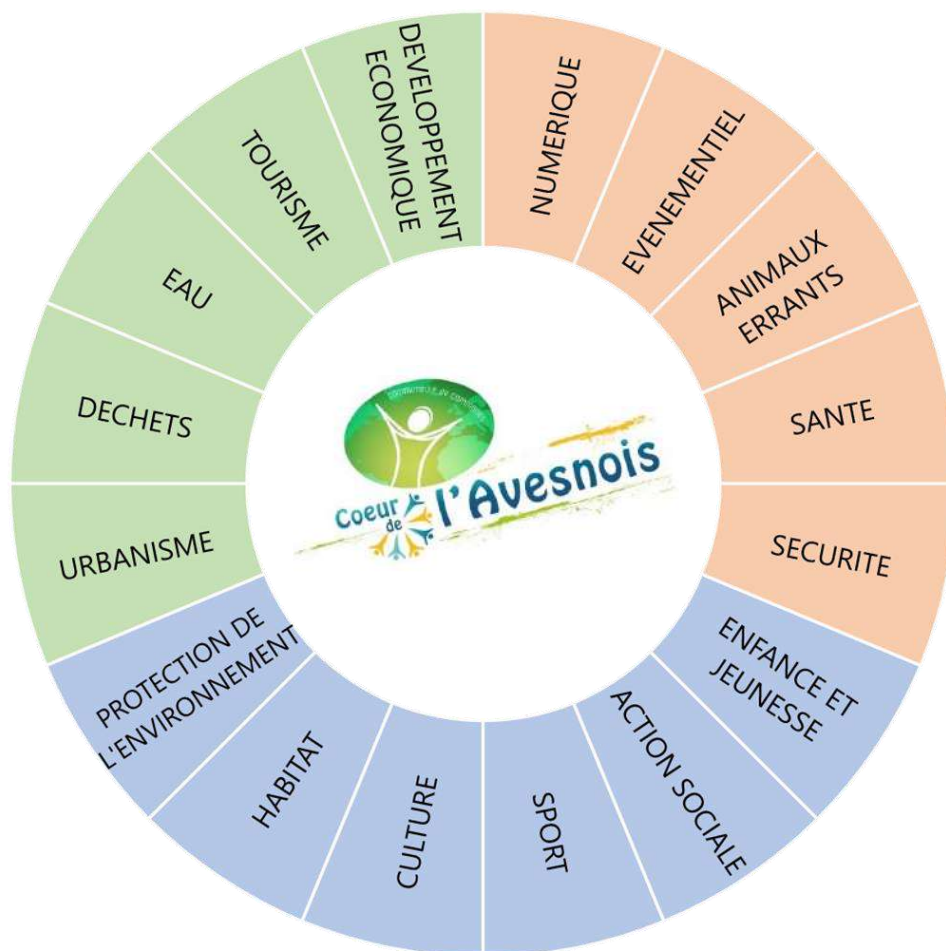 NUMERIQUE
EVENEMENTIEL
ANIMAUX
ERRANTS
SANTE
SECURITE
ENFANCE ET
JEUNESSE
ACTION SOCIALE
SPORT
CULTURE
HABITAT
PROTECTION DE
L'ENVIRONNEMENT
URBANISME
DECHETS
EAU
TOURISME
DEVELOPPEMENT
ECONOMIQUE
Coeur
de
l'Avesnois